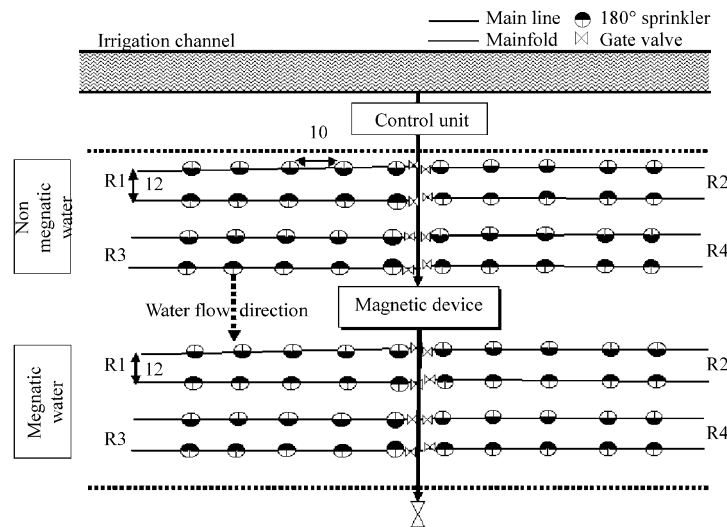 Main line
180° sprinkler
Irrigation channel
Mainfold
Gate valve
Control unit
10
Non
megnatic
water
R1
12
R2
R3
R4
Water flow direction
Magnetic device
Megnatic
water
R1
12
R2
R3
R4